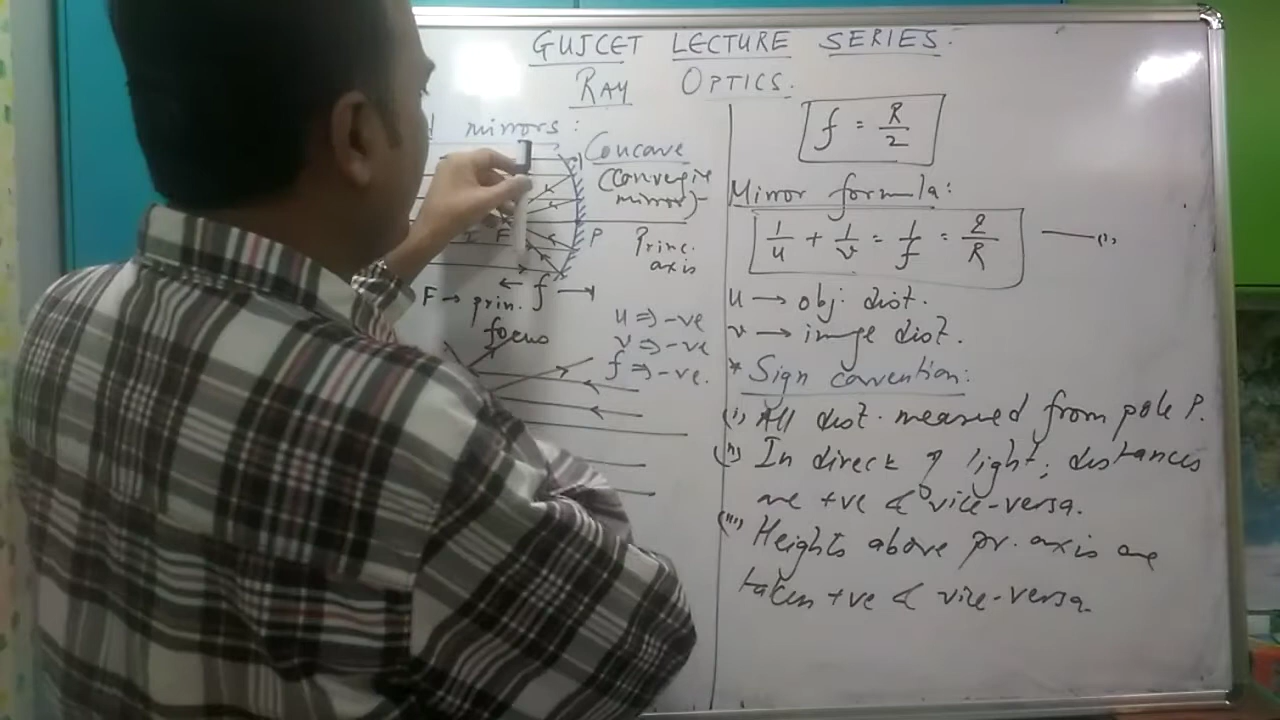 GUJCET LECTURE SERIES.
RAY OPTICS.
mirrors:
Concave
(Convergin
mirror)
F P
Princ.
axis
f
F → prin.
focus
u ⇒ -ve
v ⇒ -ve
f ⇒ -ve.
f = R/2
Mirror formula:
1/u + 1/v = 1/f = 2/R —(1)
u → obj. dist.
v → image dist.
* Sign convention:
(i) All dist. measured from pole P.
(ii) In direcn of light, distances
are +ve & vice-versa.
(iii) Heights above pr. axis are
taken +ve & vice-versa.